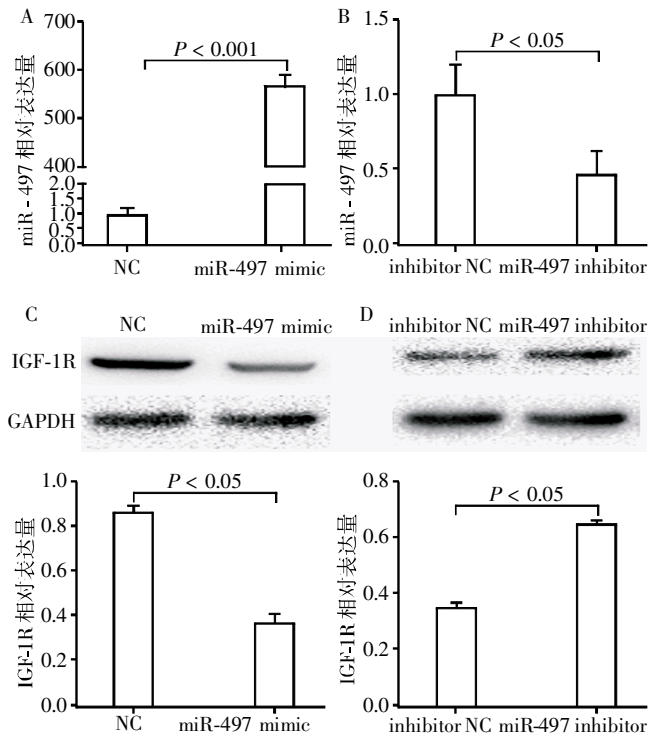 A
miR - 497 相对表达量
700
600
500
400
2.0
1.5
1.0
0.5
0.0
P < 0.001
NC miR-497 mimic
B
miR - 497 相对表达量
1.5
1.0
0.5
0.0
P < 0.05
inhibitor NC miR-497 inhibitor
C
NC miR-497 mimic
IGF-1R
GAPDH
IGF-1R 相对表达量
1.0
0.8
0.6
0.4
0.2
0.0
P < 0.05
NC miR-497 mimic
D
inhibitor NC miR-497 inhibitor
IGF-1R 相对表达量
0.8
0.6
0.4
0.2
0.0
P < 0.05
inhibitor NC miR-497 inhibitor